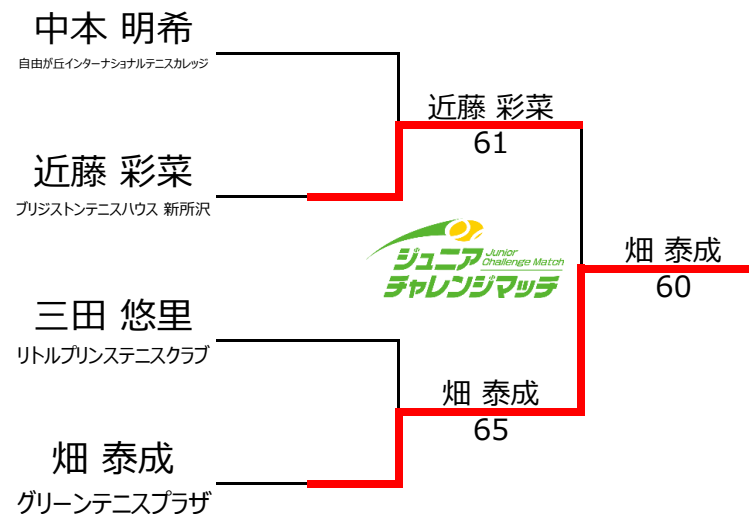 中本 明希
自由が丘インターナショナルテニスカレッジ
近藤 彩菜
61
近藤 彩菜
ブリジストンテニスハウス 新所沢
ジュニア Junior Challenge Match
チャレンジマッチ
畑 泰成
60
三田 悠里
リトルプリンステニスクラブ
畑 泰成
65
畑 泰成
グリーンテニスプラザ